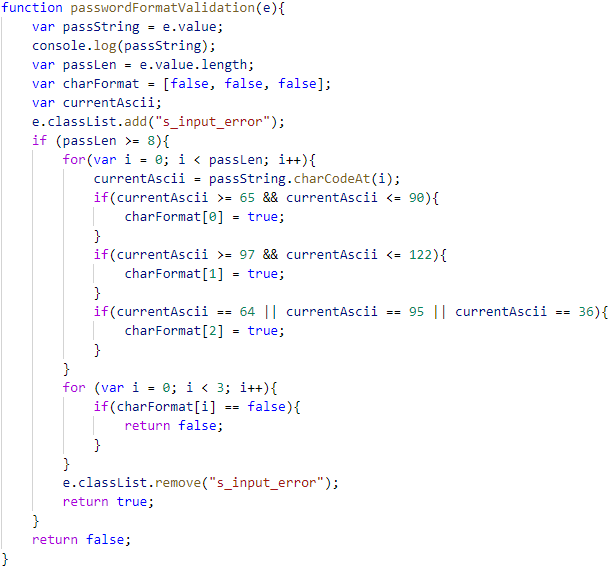 function passwordFormatValidation(e){
    var passString = e.value;
    console.log(passString);
    var passLen = e.value.length;
    var charFormat = [false, false, false];
    var currentAscii;
    e.classList.add("s_input_error");
    if (passLen >= 8){
        for(var i = 0; i < passLen; i++){
            currentAscii = passString.charCodeAt(i);
            if(currentAscii >= 65 && currentAscii <= 90){
                charFormat[0] = true;
            }
            if(currentAscii >= 97 && currentAscii <= 122){
                charFormat[1] = true;
            }
            if(currentAscii == 64 || currentAscii == 95 || currentAscii == 36){
                charFormat[2] = true;
            }
        }
        for (var i = 0; i < 3; i++){
            if(charFormat[i] == false){
                return false;
            }
        }
        e.classList.remove("s_input_error");
        return true;
    }
    return false;
}